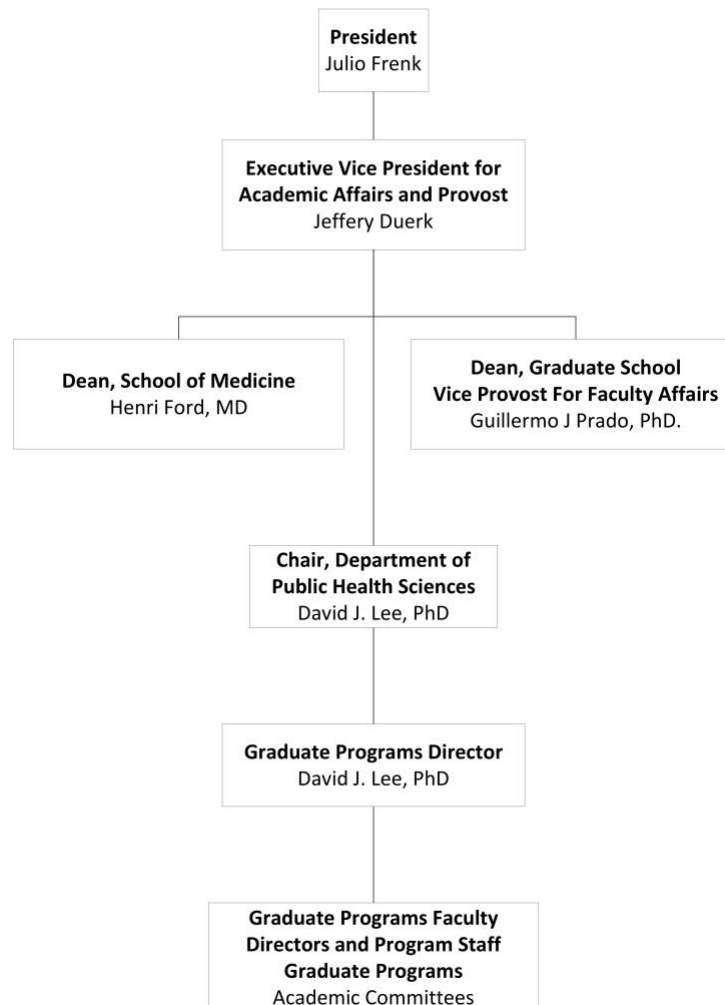 President
Julio Frenk
Executive Vice President for
Academic Affairs and Provost
Jeffery Duerk
Dean, School of Medicine
Henri Ford, MD
Dean, Graduate School
Vice Provost For Faculty Affairs
Guillermo J Prado, PhD.
Chair, Department of
Public Health Sciences
David J. Lee, PhD
Graduate Programs Director
David J. Lee, PhD
Graduate Programs Faculty
Directors and Program Staff
Graduate Programs
Academic Committees